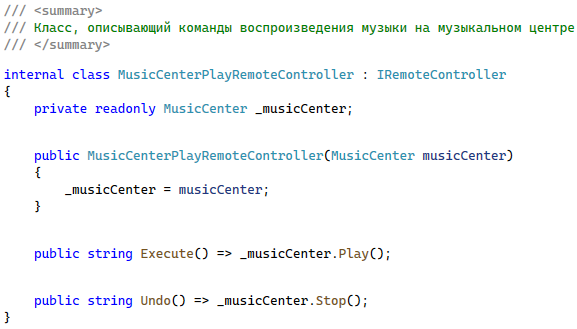 /// <summary>
/// Класс, описывающий команды воспроизведения музыки на музыкальном центре
/// </summary>
internal class MusicCenterPlayRemoteController : IRemoteController
{
    private readonly MusicCenter _musicCenter;
    public MusicCenterPlayRemoteController(MusicCenter musicCenter)
    {
        _musicCenter = musicCenter;
    }
    public string Execute() => _musicCenter.Play();
    public string Undo() => _musicCenter.Stop();
}